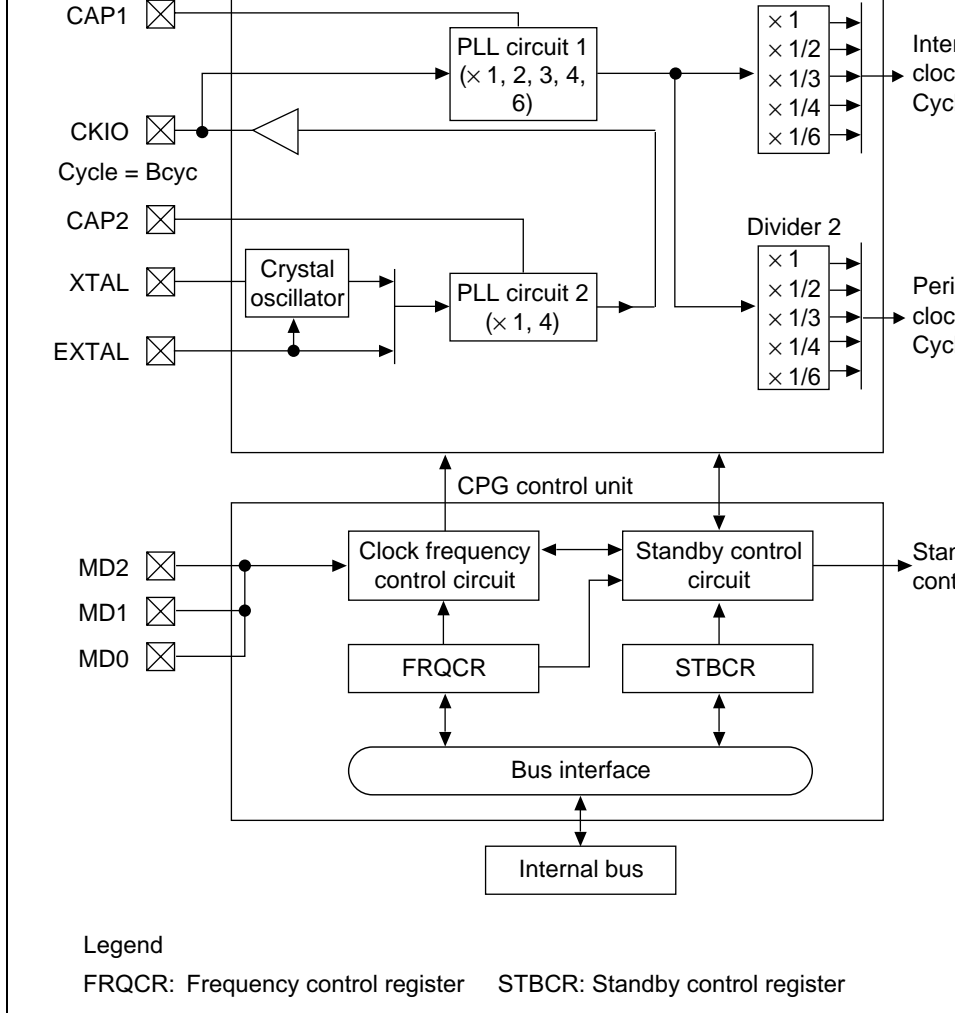 CAP1
PLL circuit 1
(× 1, 2, 3, 4,
6)
× 1
× 1/2
× 1/3
× 1/4
× 1/6
CKIO
Cycle = Bcyc
CAP2
Divider 2
XTAL
Crystal
oscillator
PLL circuit 2
(× 1, 4)
× 1
× 1/2
× 1/3
× 1/4
× 1/6
EXTAL
CPG control unit
MD2
Clock frequency
control circuit
Standby control
circuit
MD1
MD0
FRQCR
STBCR
Bus interface
Internal bus
Legend
FRQCR: Frequency control register STBCR: Standby control register